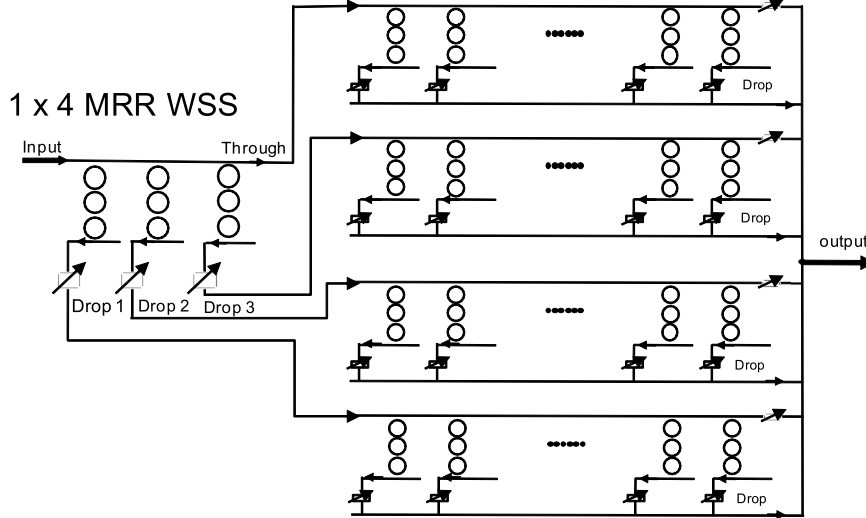 Drop
1 x 4 MRR WSS
Input
Through
Drop
output
Drop 1
Drop 2
Drop 3
Drop
Drop